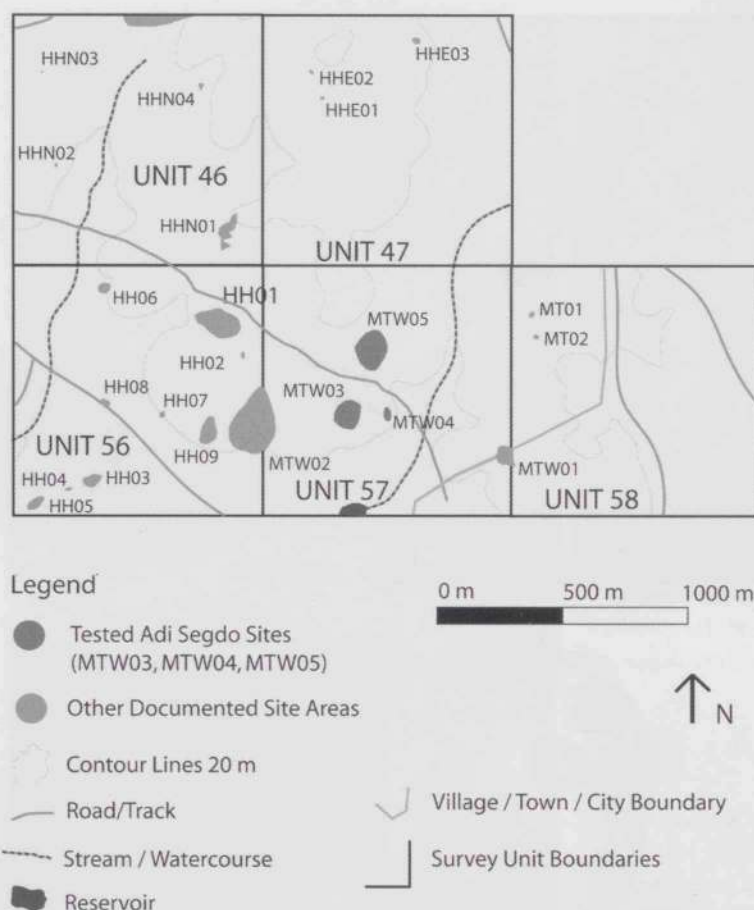 HHN03
HHE03
HHE02
HHN04
HHE01
HHN02
UNIT 46
HHN01
UNIT 47
HH06
HH01
MT01
MTW05
MT02
HH02
HH08
HH07
MTW03
MTW04
UNIT 56
HH09
MTW02
MTW01
HH04
HH03
UNIT 57
UNIT 58
HH05
Legend
0 m 500 m 1000 m
Tested Adi Segdo Sites
(MTW03, MTW04, MTW05)
Other Documented Site Areas
N
Contour Lines 20 m
Road/Track
Village / Town / City Boundary
Stream / Watercourse
Survey Unit Boundaries
Reservoir